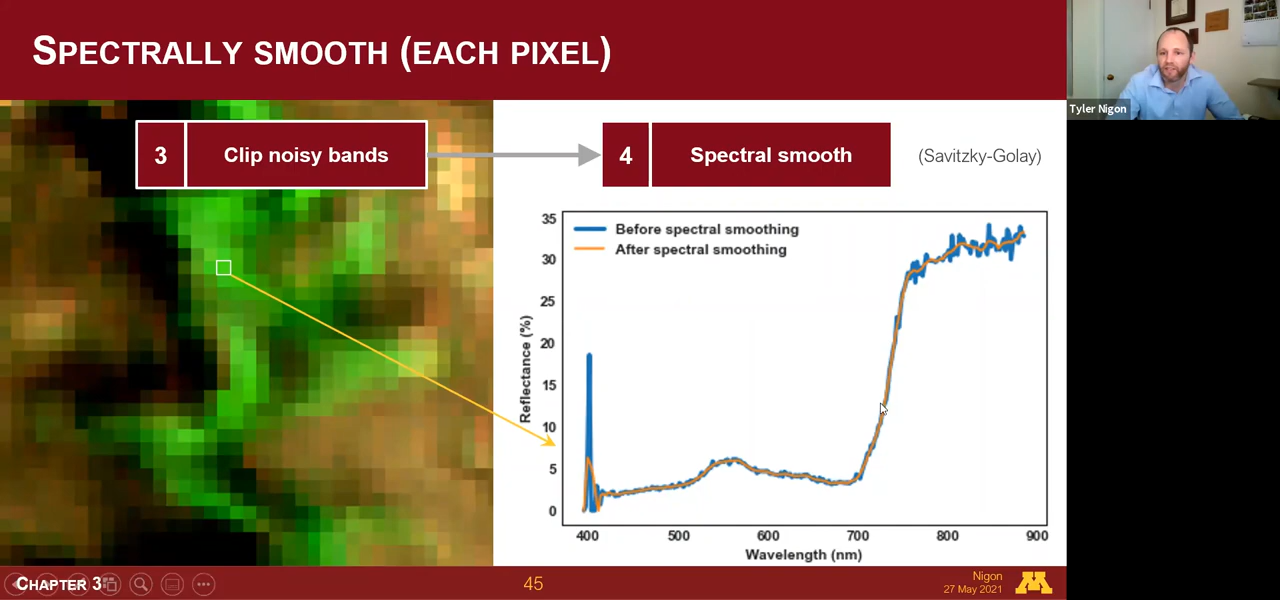 SPECTRALLY SMOOTH (EACH PIXEL)
Tyler Nigon
3 Clip noisy bands
4 Spectral smooth (Savitzky-Golay)
Before spectral smoothing
After spectral smoothing
35
30
25
20
15
10
5
0
Reflectance (%)
400 500 600 700 800 900
Wavelength (nm)
CHAPTER 3
45
Nigon
27 May 2021
M